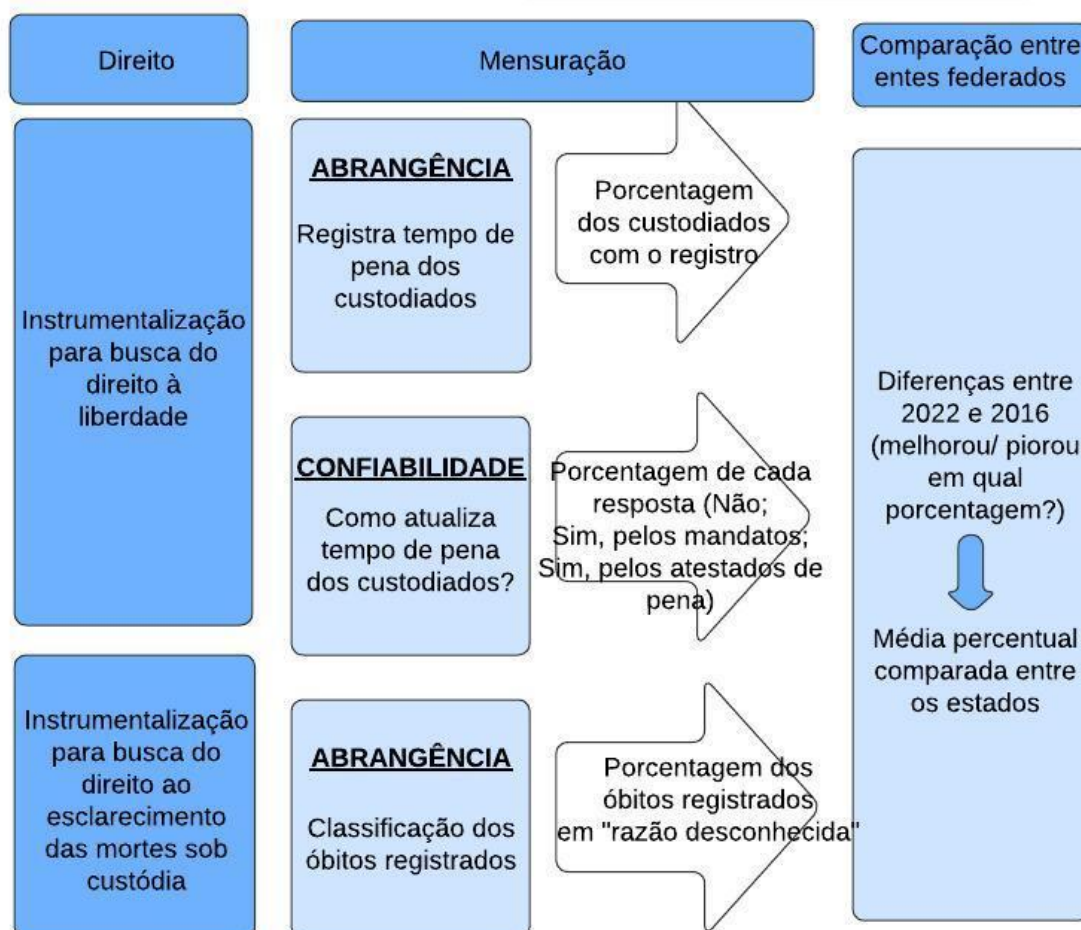 Direito
Mensuração
Comparação entre
entes federados
Instrumentalização
para busca do
direito à
liberdade
ABRANGÊNCIA
Registra tempo de
pena dos
custodiados
Porcentagem
dos custodiados
com o registro
CONFIABILIDADE
Como atualiza
tempo de pena
dos custodiados?
Porcentagem de cada
resposta (Não;
Sim, pelos mandatos;
Sim, pelos atestados de
pena)
Instrumentalização
para busca do
direito ao
esclarecimento
das mortes sob
custódia
ABRANGÊNCIA
Classificação dos
óbitos registrados
Porcentagem dos
óbitos registrados
em "razão desconhecida"
Diferenças entre
2022 e 2016
(melhorou/ piorou
em qual
porcentagem?)
Média percentual
comparada entre
os estados